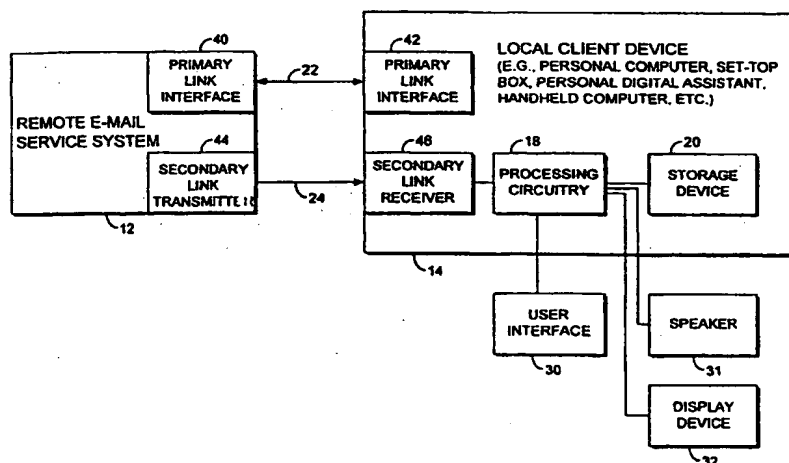 40
PRIMARY
LINK
INTERFACE
22
42
PRIMARY
LINK
INTERFACE
LOCAL CLIENT DEVICE
(E.G., PERSONAL COMPUTER, SET-TOP
BOX, PERSONAL DIGITAL ASSISTANT,
HANDHELD COMPUTER, ETC.)
REMOTE E-MAIL
SERVICE SYSTEM
44
SECONDARY
LINK
TRANSMITTER
12
24
46
SECONDARY
LINK
RECEIVER
18
PROCESSING
CIRCUITRY
20
STORAGE
DEVICE
14
USER
INTERFACE
30
SPEAKER
31
DISPLAY
DEVICE
32